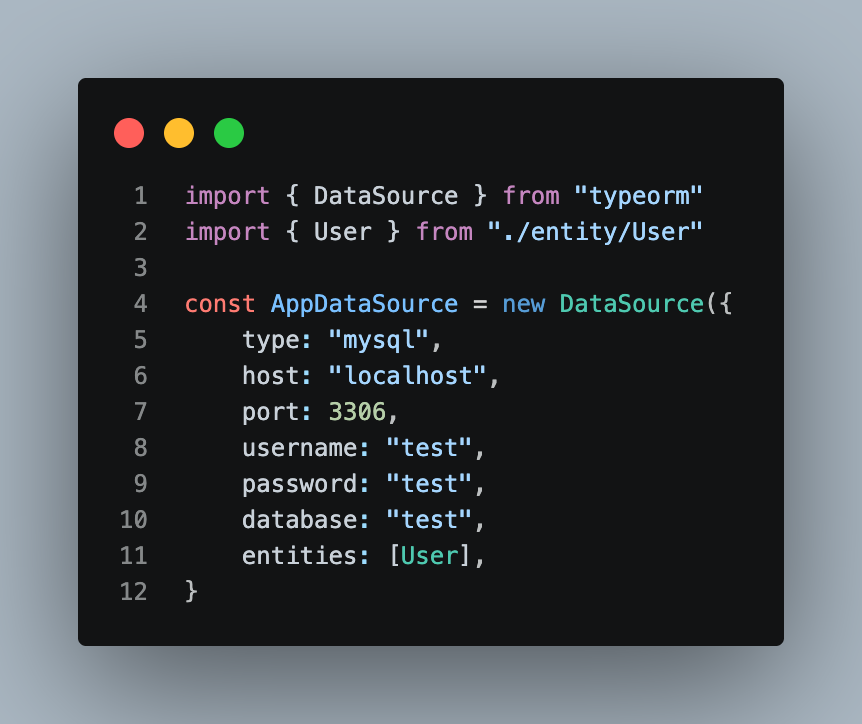 1 import { DataSource } from "typeorm"
2 import { User } from "./entity/User"
3
4 const AppDataSource = new DataSource({
5     type: "mysql",
6     host: "localhost",
7     port: 3306,
8     username: "test",
9     password: "test",
10     database: "test",
11     entities: [User],
12 }